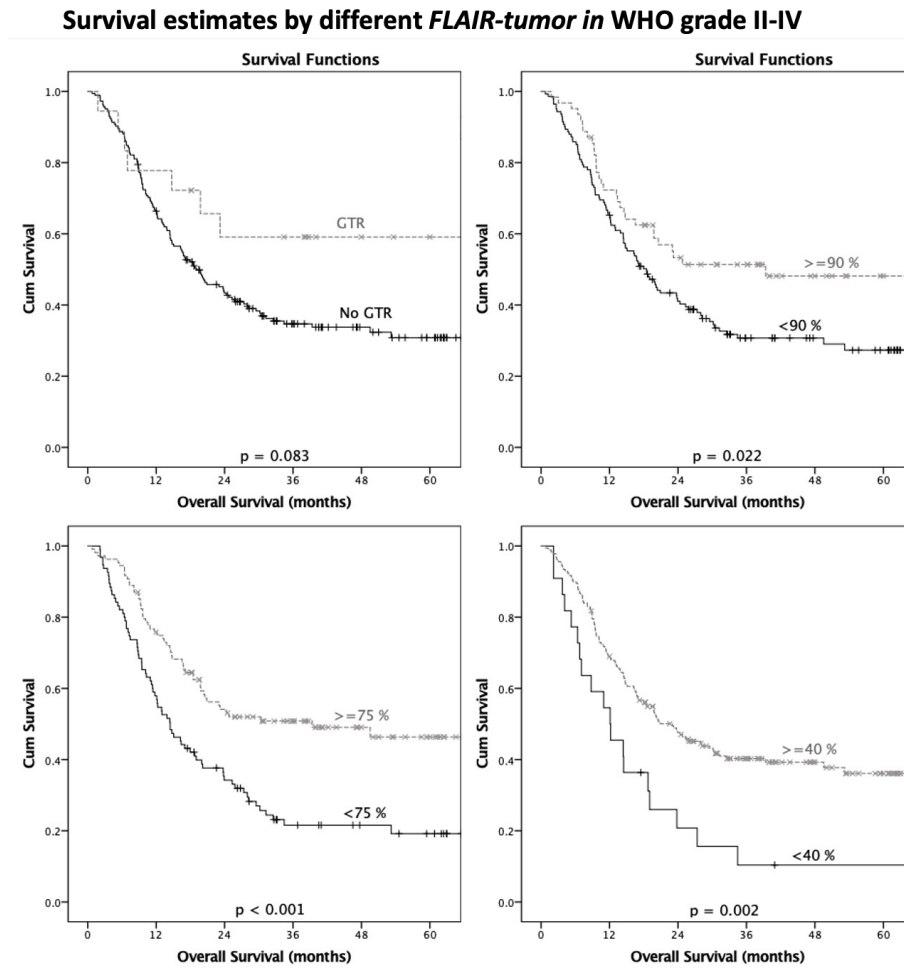 Survival estimates by different FLAIR-tumor in WHO grade II-IV
Survival Functions
Cum Survival
1.0
0.8
0.6
0.4
0.2
0.0
GTR
No GTR
p = 0.083
0 12 24 36 48 60
Overall Survival (months)
Survival Functions
Cum Survival
1.0
0.8
0.6
0.4
0.2
0.0
>=90 %
<90 %
p = 0.022
0 12 24 36 48 60
Overall Survival (months)
Cum Survival
1.0
0.8
0.6
0.4
0.2
0.0
>=75 %
<75 %
p < 0.001
0 12 24 36 48 60
Overall Survival (months)
Cum Survival
1.0
0.8
0.6
0.4
0.2
0.0
>=40 %
<40 %
p = 0.002
0 12 24 36 48 60
Overall Survival (months)